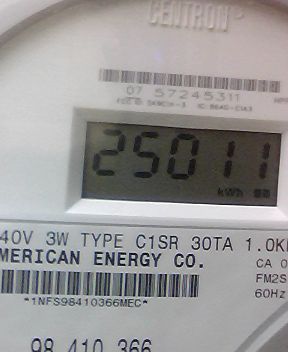 CENTRON
07 57245311
25011
kWh
40V 3W TYPE C1SR 30TA 1.0K
MERICAN ENERGY CO.
CA 0
FM2S
60Hz
*1NFS98410366MEC*
98 410 366